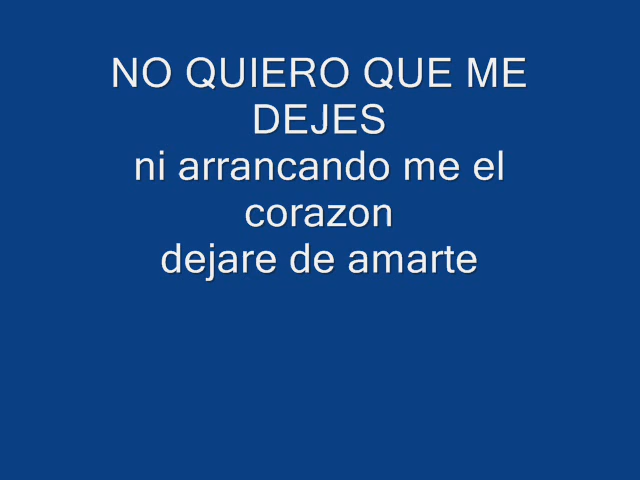 NO QUIERO QUE ME
DEJES
ni arrancando me el
corazon
dejare de amarte